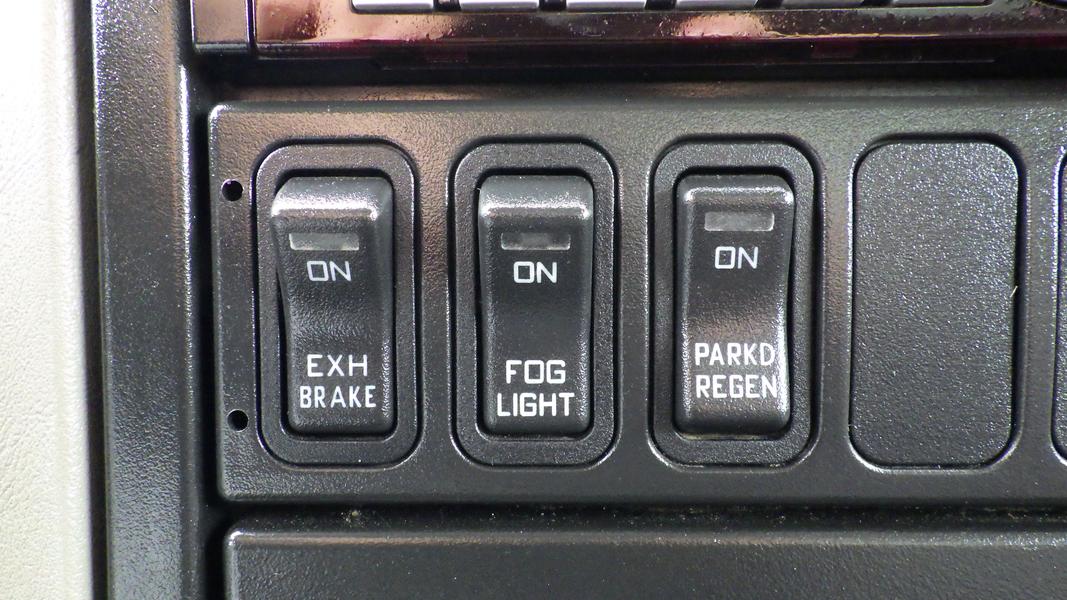 ON
EXH
BRAKE
ON
FOG
LIGHT
ON
PARKD
REGEN